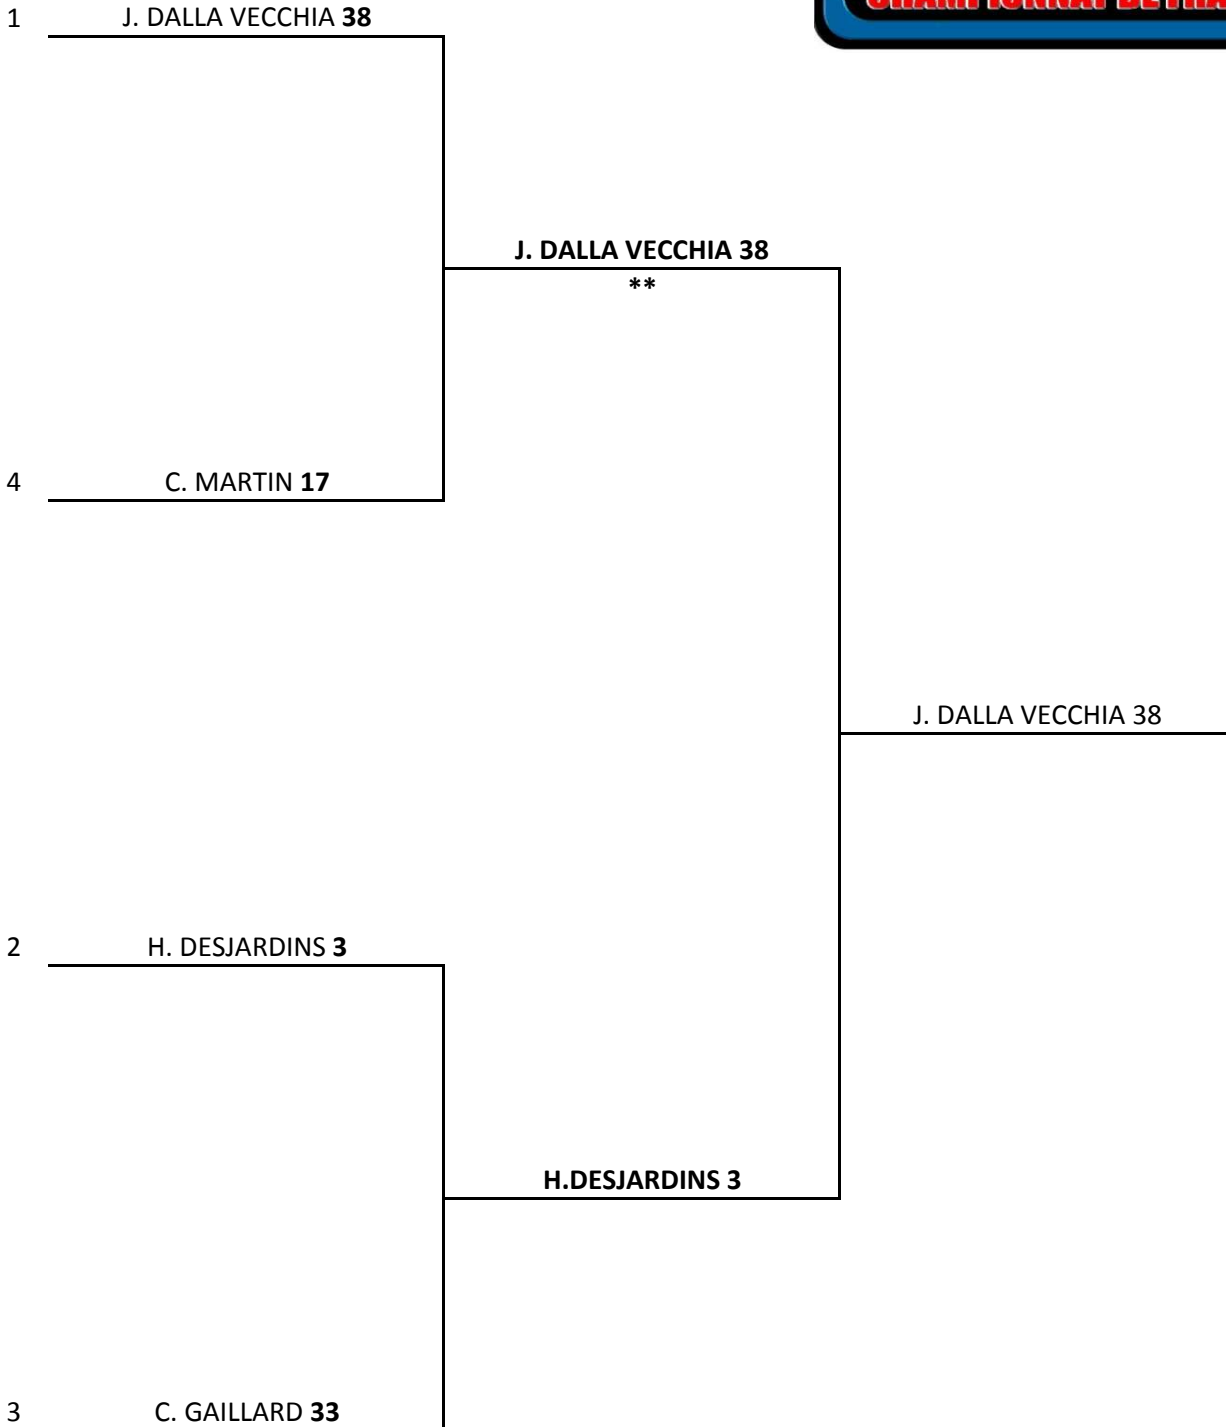 1 J. DALLA VECCHIA 38
J. DALLA VECCHIA 38
**
4 C. MARTIN 17
J. DALLA VECCHIA 38
2 H. DESJARDINS 3
H.DESJARDINS 3
3 C. GAILLARD 33